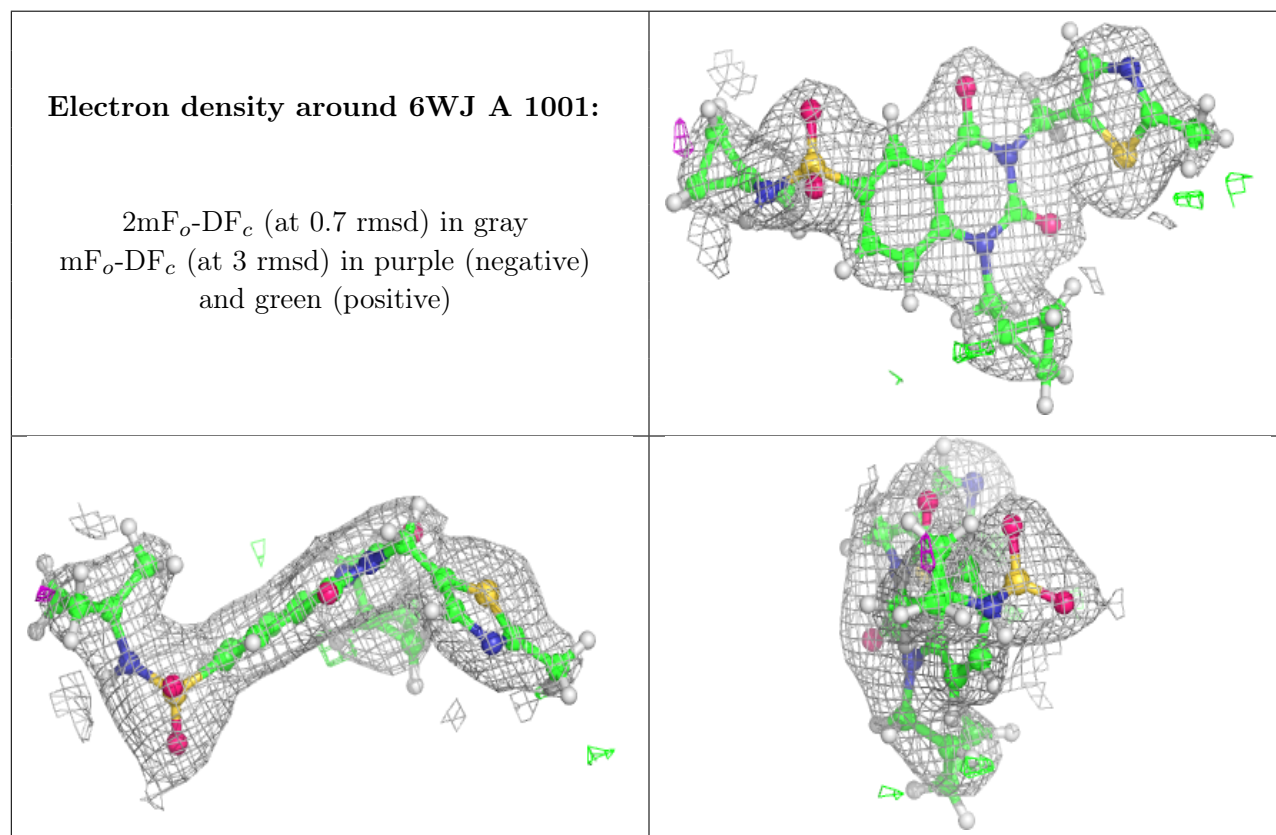 Electron density around 6WJ A 1001:
2mFo-DFc (at 0.7 rmsd) in gray
mFo-DFc (at 3 rmsd) in purple (negative)
and green (positive)